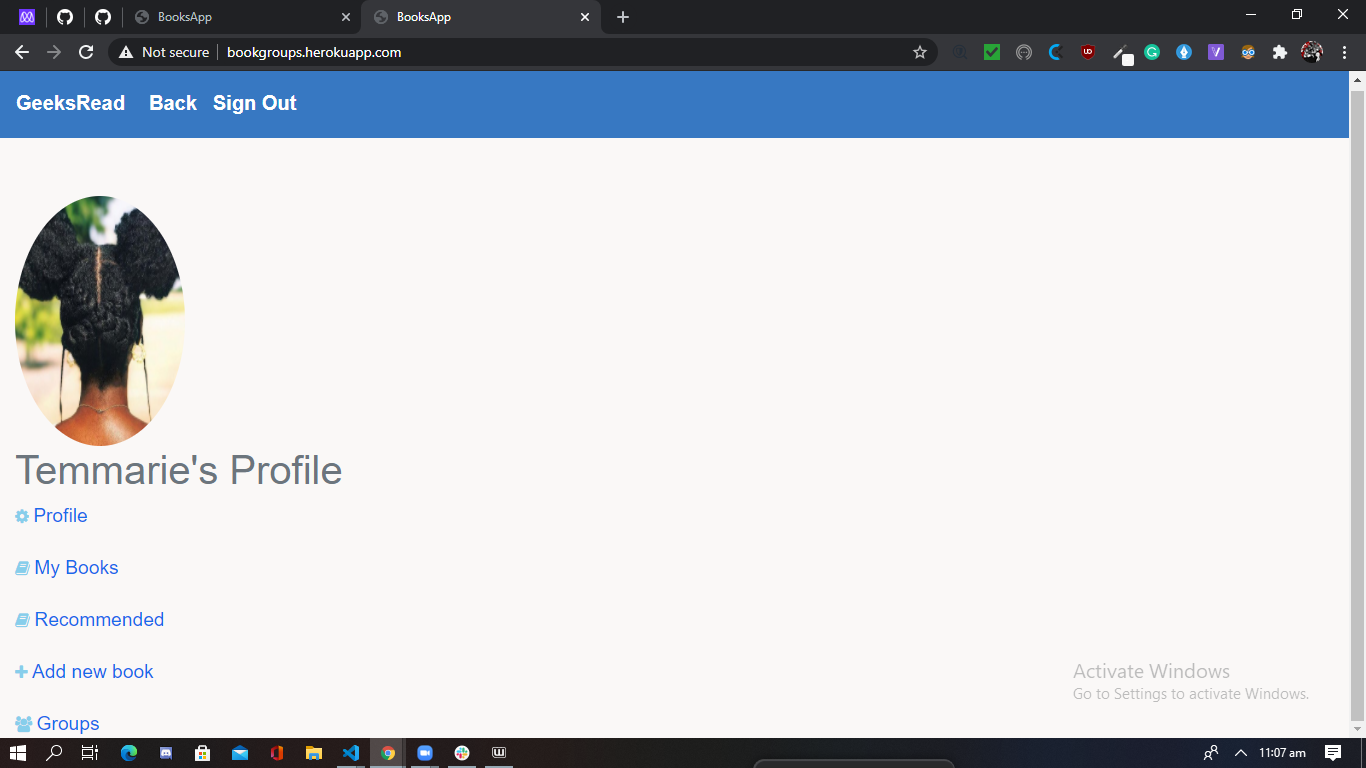 BooksApp
BooksApp
Not secure
bookgroups.herokuapp.com
GeeksRead Back Sign Out
Temmarie's Profile
Profile
My Books
Recommended
Add new book
Groups
Activate Windows
Go to Settings to activate Windows.
11:07 am